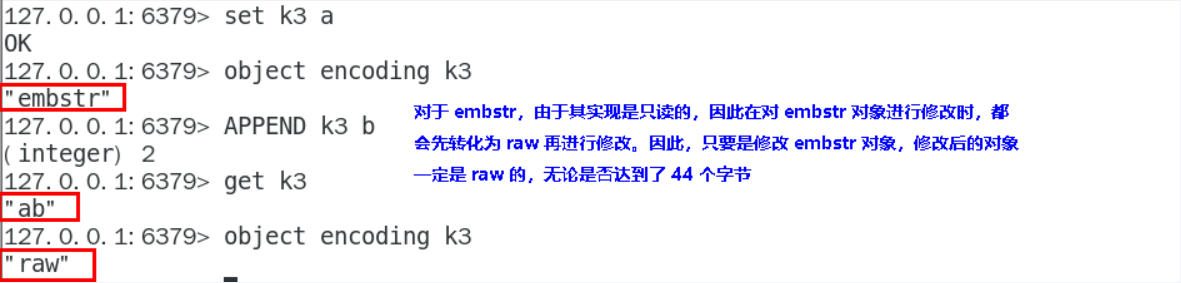 127.0.0.1:6379> set k3 a
OK
127.0.0.1:6379> object encoding k3
"embstr"
127.0.0.1:6379> APPEND k3 b
(integer) 2
127.0.0.1:6379> get k3
"ab"
127.0.0.1:6379> object encoding k3
"raw"
对于 embstr，由于其实现是只读的，因此在对 embstr 对象进行修改时，都
会先转化为 raw 再进行修改。因此，只要是修改 embstr 对象，修改后的对象
一定是 raw 的，无论是否达到了 44 个字节